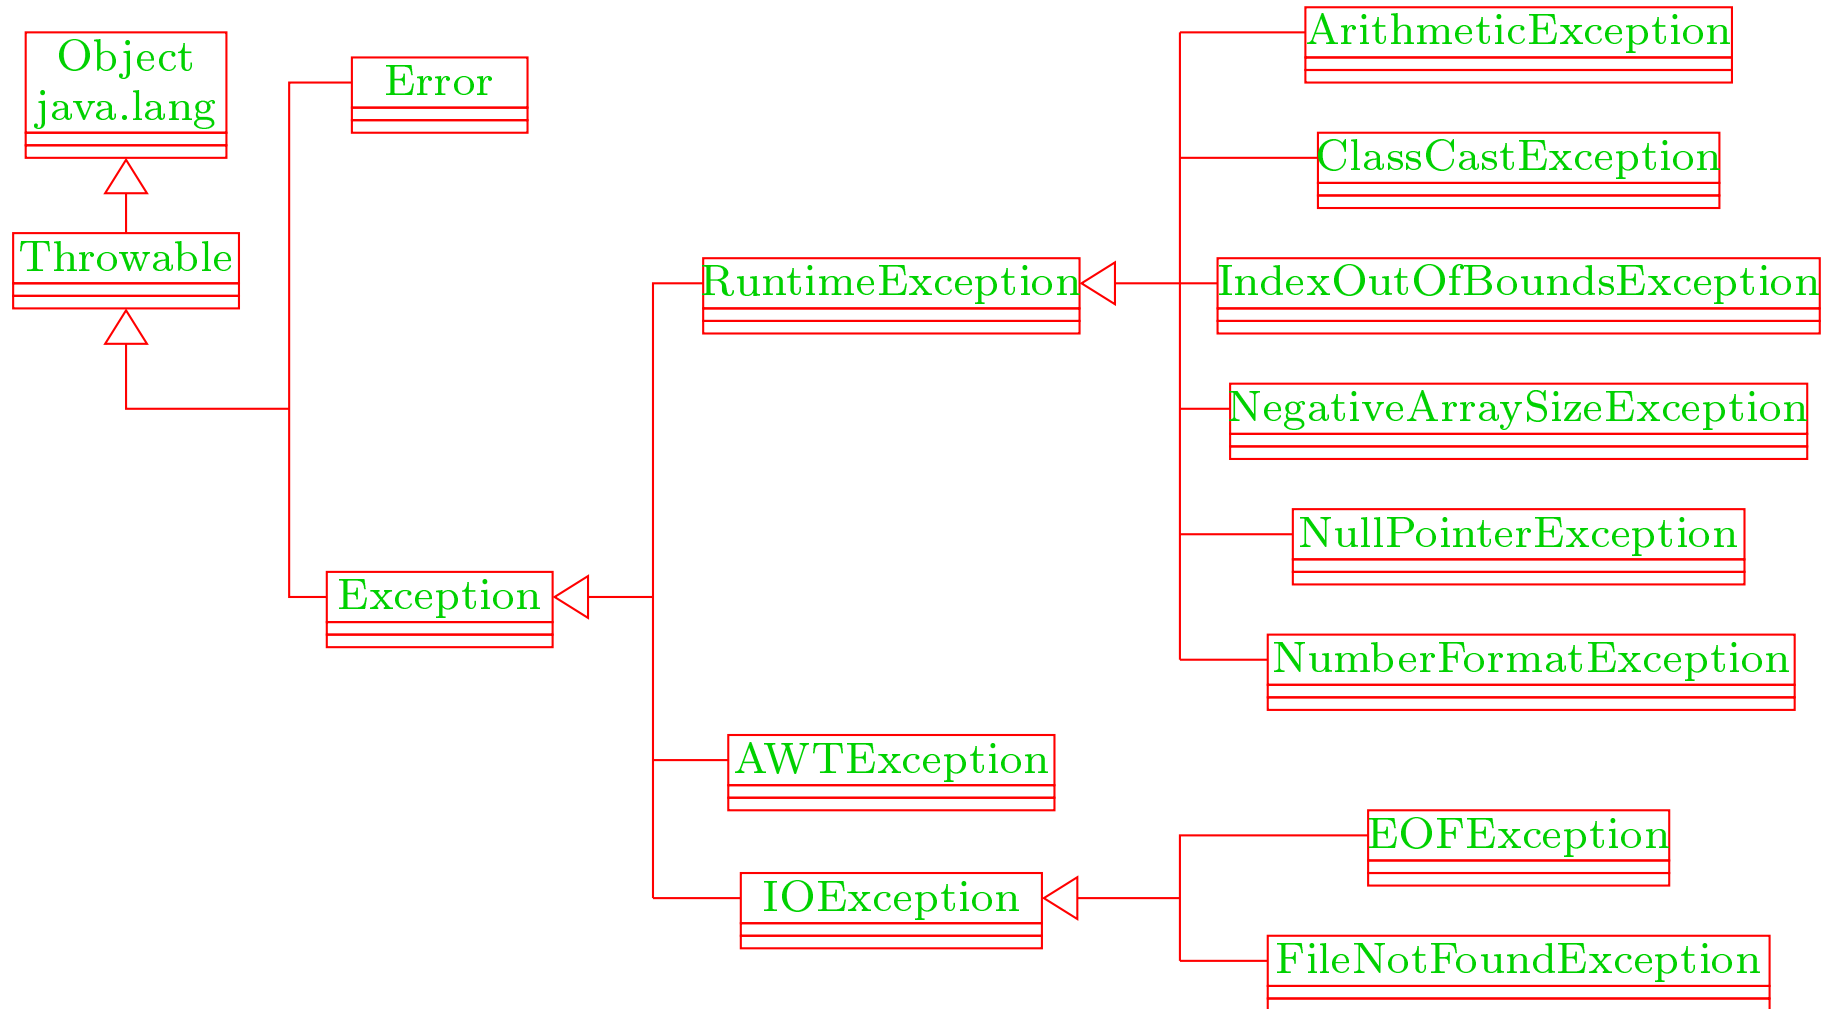 Object
java.lang
Throwable
Error
Exception
RuntimeException
AWTException
IOException
ArithmeticException
ClassCastException
IndexOutOfBoundsException
NegativeArraySizeException
NullPointerException
NumberFormatException
EOFException
FileNotFoundException